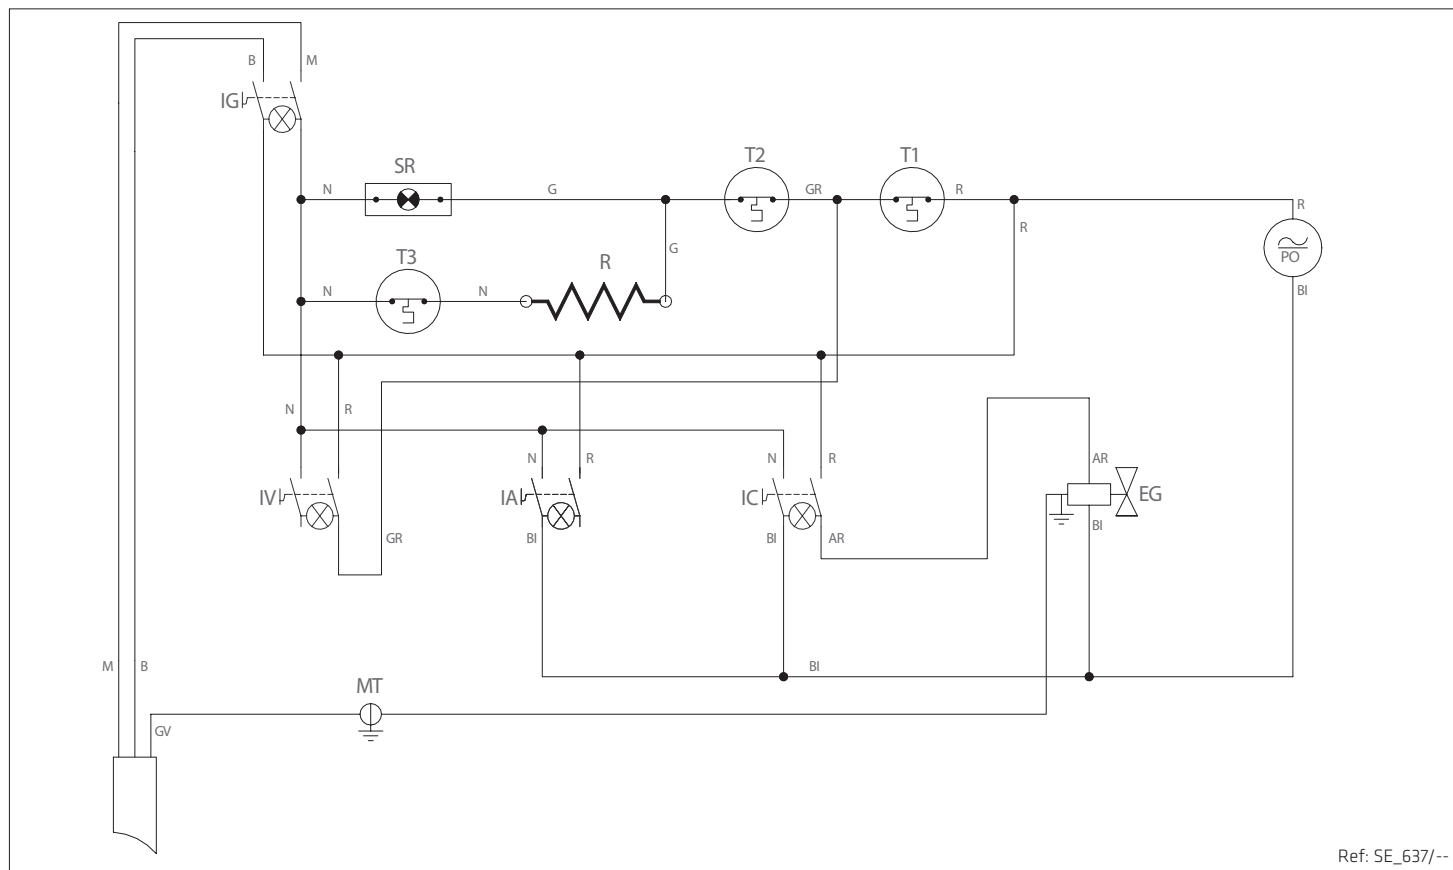 B M
IG
SR T2 T1
N G GR R
R R
G
PO
T3 R
N N
BI
N R
N R N R AR
IV IA IC EG
GR BI BI AR BI
M B BI
MT
GV
Ref: SE_637/--